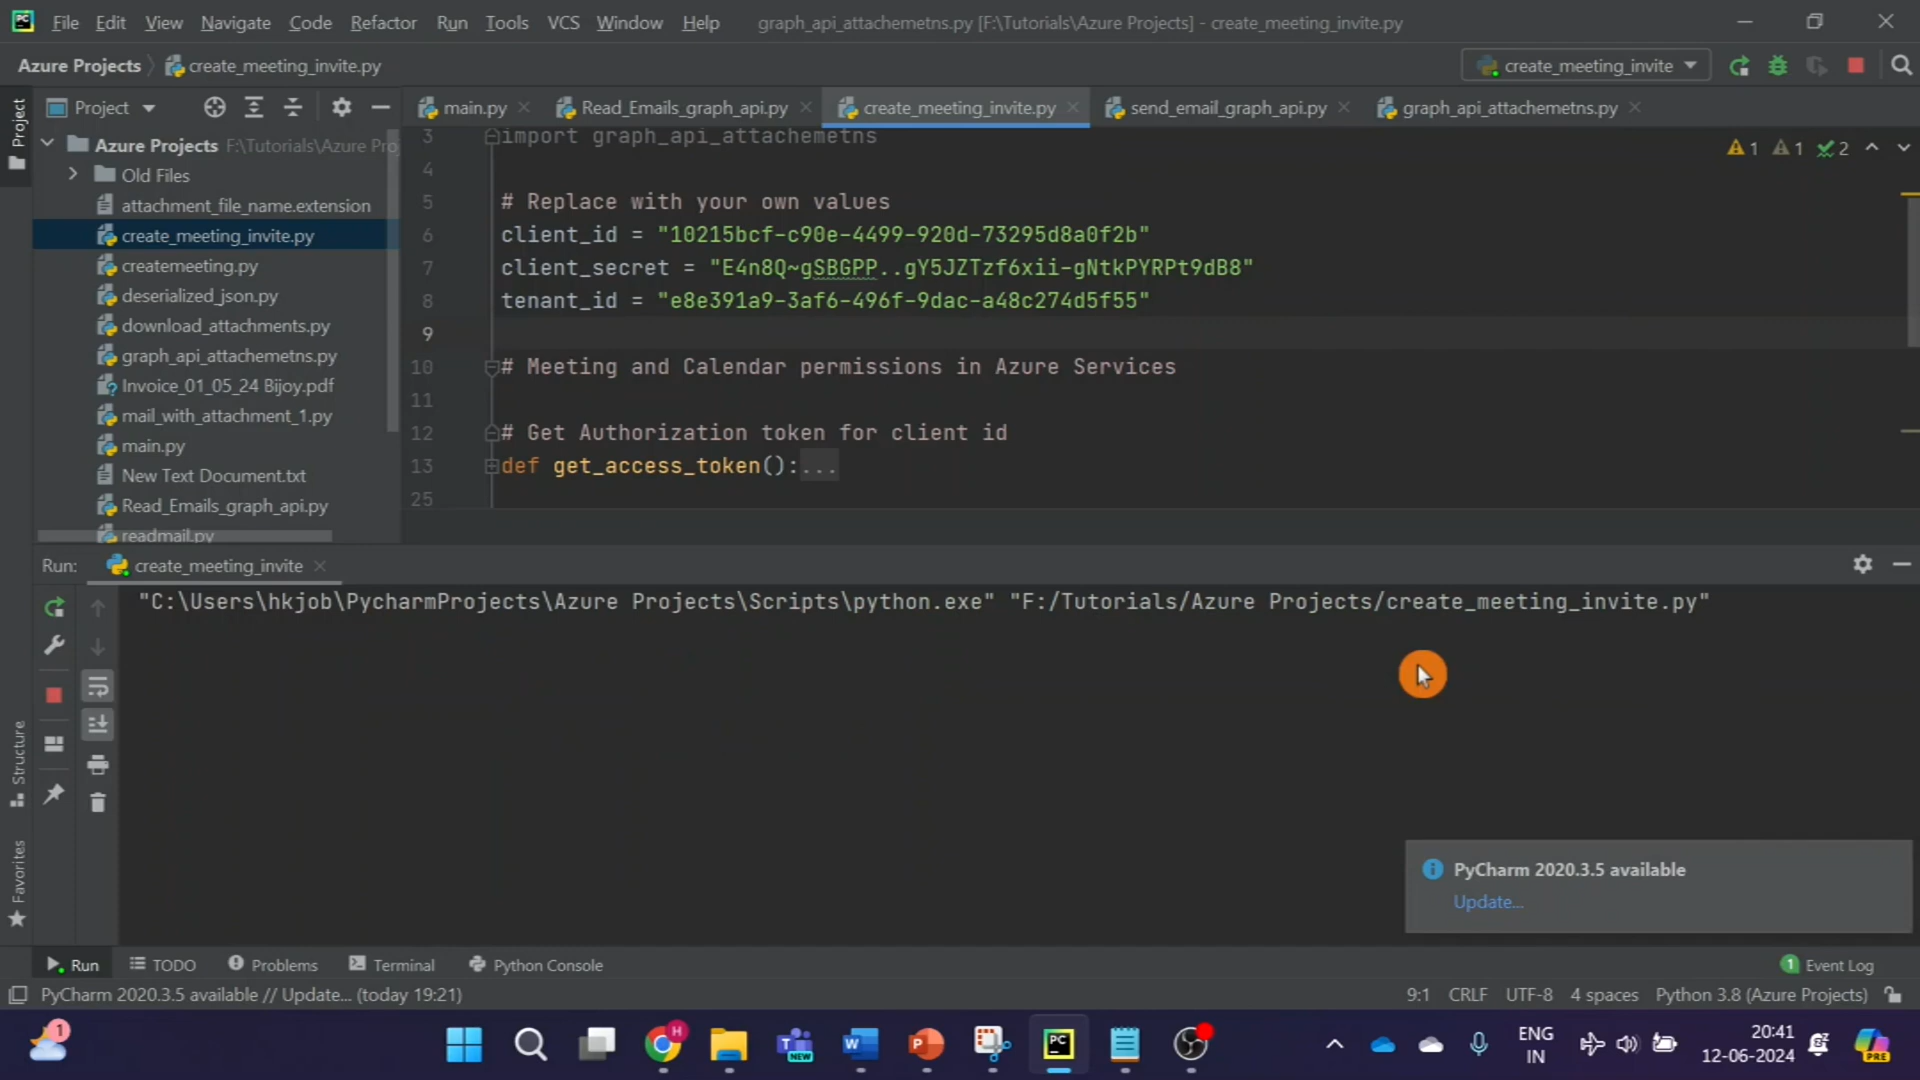 File Edit View Navigate Code Refactor Run Tools VCS Window Help graph_api_attachemetns.py [F:\Tutorials\Azure Projects] - create_meeting_invite.py
Azure Projects create_meeting_invite.py create_meeting_invite
Project main.py Read_Emails_graph_api.py create_meeting_invite.py send_email_graph_api.py graph_api_attachemetns.py
Project
Azure Projects F:\Tutorials\Azure Pro
Old Files
attachment_file_name.extension
create_meeting_invite.py
createmeeting.py
deserialized_json.py
download_attachments.py
graph_api_attachemetns.py
Invoice_01_05_24 Bijoy.pdf
mail_with_attachment_1.py
main.py
New Text Document.txt
Read_Emails_graph_api.py
readmail.py
1 1 2
3 import graph_api_attachemetns
4
5 # Replace with your own values
6 client_id = "10215bcf-c90e-4499-920d-73295d8a0f2b"
7 client_secret = "E4n8Q~gSBGPP..gY5JZTzf6xii-gNtkPYRPt9dB8"
8 tenant_id = "e8e391a9-3af6-496f-9dac-a48c274d5f55"
9
10 # Meeting and Calendar permissions in Azure Services
11
12 # Get Authorization token for client id
13 def get_access_token():...
25
Run: create_meeting_invite
"C:\Users\hkjob\PycharmProjects\Azure Projects\Scripts\python.exe" "F:/Tutorials/Azure Projects/create_meeting_invite.py"
Structure
Favorites
PyCharm 2020.3.5 available
Update...
Run TODO Problems Terminal Python Console 1 Event Log
PyCharm 2020.3.5 available // Update... (today 19:21) 9:1 CRLF UTF-8 4 spaces Python 3.8 (Azure Projects)
1 H NEW PC ENG 20:41
IN 12-06-2024 PRE